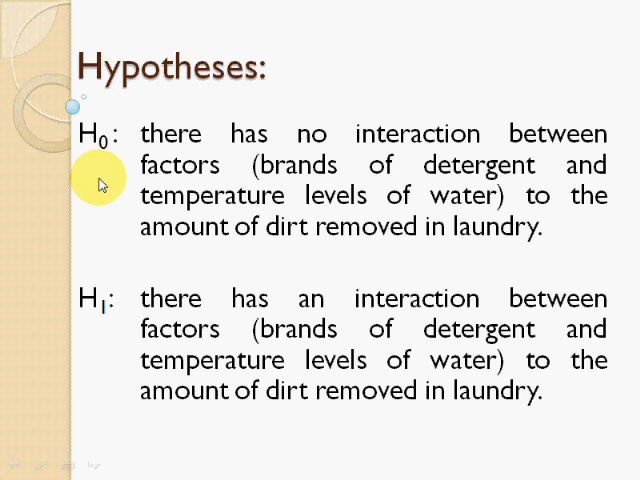 Hypotheses:
H0: there has no interaction between
factors (brands of detergent and
temperature levels of water) to the
amount of dirt removed in laundry.
H1: there has an interaction between
factors (brands of detergent and
temperature levels of water) to the
amount of dirt removed in laundry.